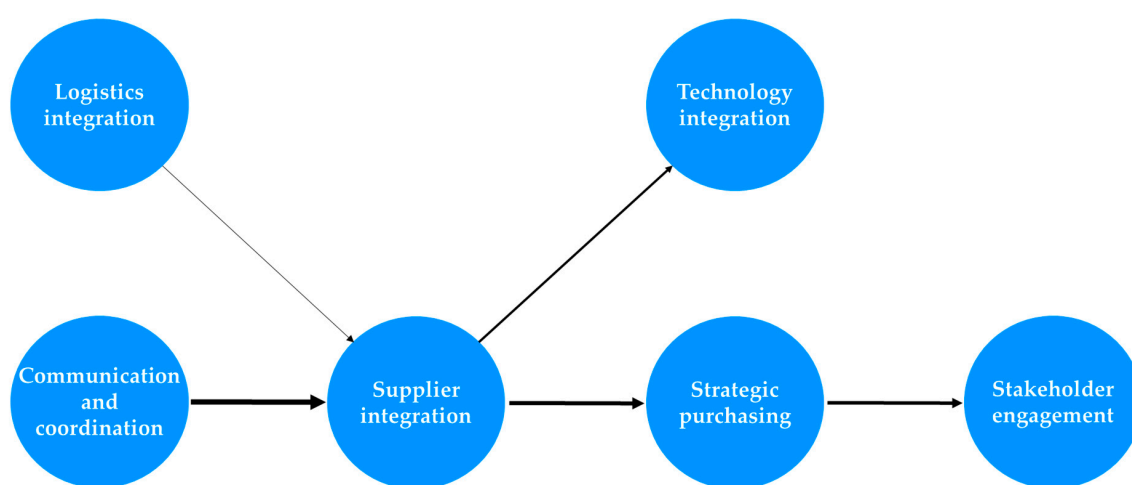 Logistics
integration
Technology
integration
Communication
and
coordination
Supplier
integration
Strategic
purchasing
Stakeholder
engagement